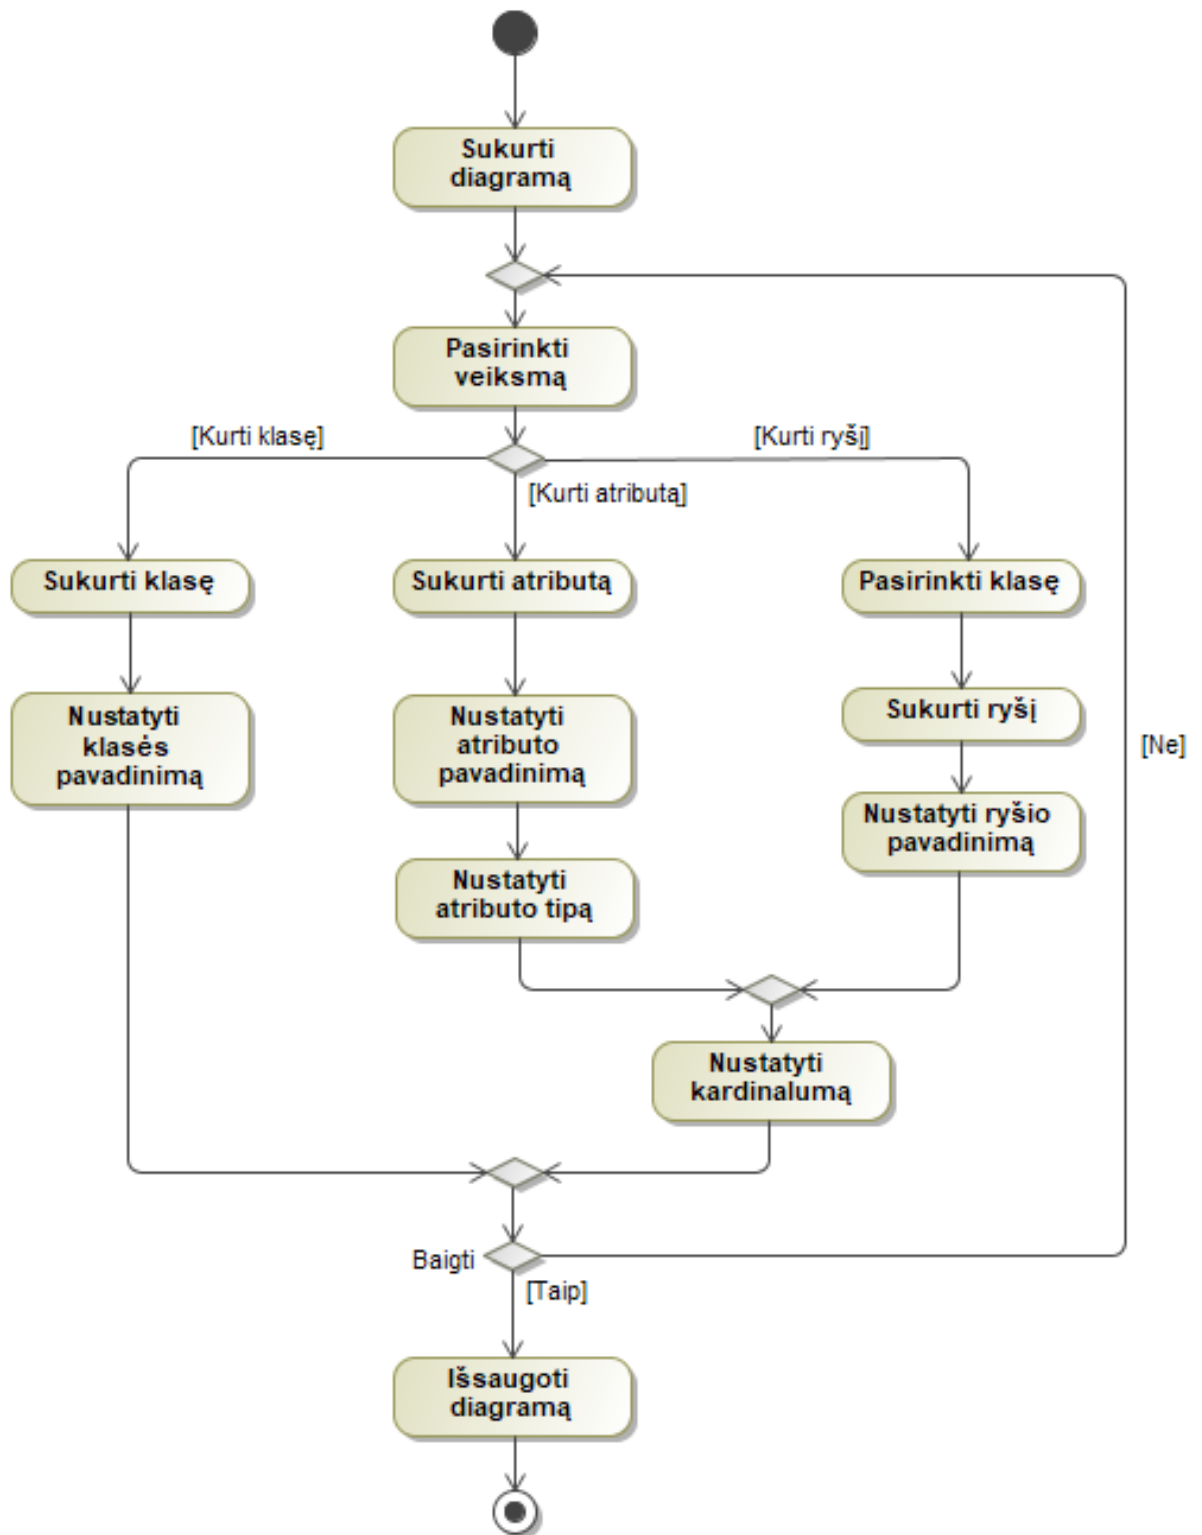 Sukurti
diagramą
Pasirinkti
veiksmą
[Kurti klasę]
[Kurti ryšį]
[Kurti atributą]
Sukurti klasę
Sukurti atributą
Pasirinkti klasę
Nustatyti
klasės
pavadinimą
Nustatyti
atributo
pavadinimą
Sukurti ryšį
[Ne]
Nustatyti ryšio
pavadinimą
Nustatyti
atributo tipą
Nustatyti
kardinalumą
Baigti
[Taip]
Išsaugoti
diagramą